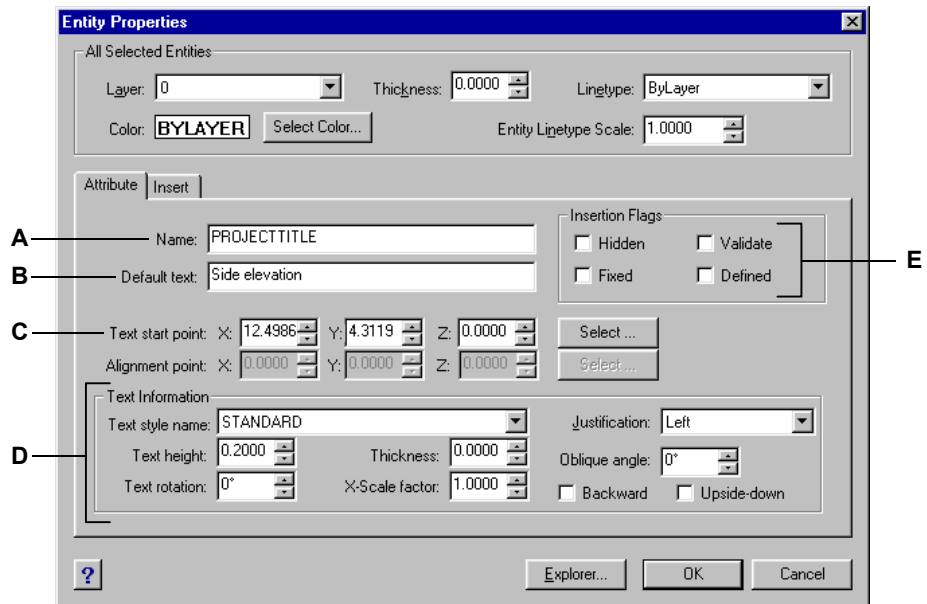 Entity Properties
All Selected Entities
Layer: 0 Thickness: 0.0000 Linetype: ByLayer
Color: BYLAYER Select Color... Entity Linetype Scale: 1.0000
Attribute Insert
Insertion Flags
A Name: PROJECTTITLE Hidden Validate E
B Default text: Side elevation Fixed Defined
C Text start point: X: 12.4986 Y: 4.3119 Z: 0.0000 Select ...
Alignment point: X: 0.0000 Y: 0.0000 Z: 0.0000 Select ...
Text Information
Text style name: STANDARD Justification: Left
D Text height: 0.2000 Thickness: 0.0000 Oblique angle: 0°
Text rotation: 0° X-Scale factor: 1.0000 Backward Upside-down
? Explorer... OK Cancel